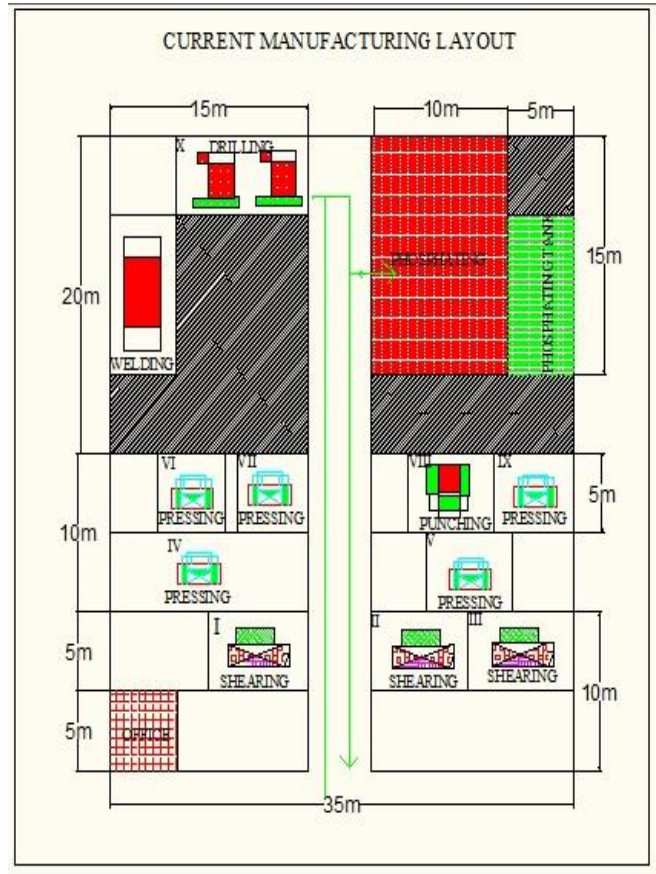 CURRENT MANUFACTURING LAYOUT
15m
10m
5m
X
DRILLING
20m
PHOSPHATING
PHOSPHATING TANK
15m
WELDING
VI
VII
VIII
IX
PRESSING
PRESSING
PUNCHING
PRESSING
5m
10m
IV
V
PRESSING
PRESSING
I
II
III
5m
SHEARING
SHEARING
SHEARING
10m
5m
OFFICE
35m